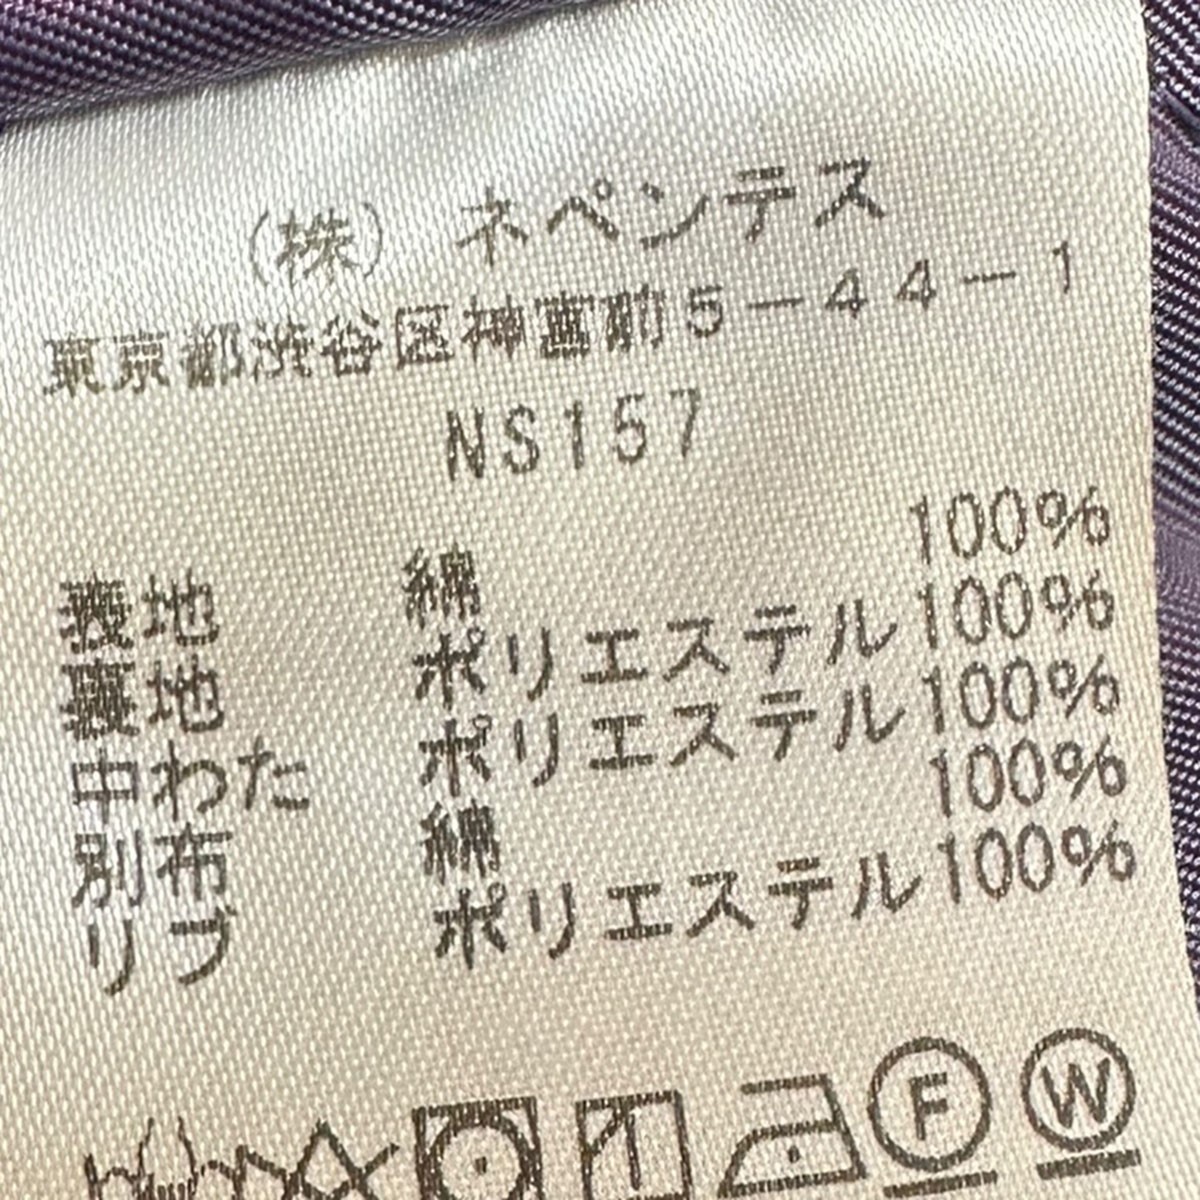 (株) ネペンテス
東京都渋谷区神宮前5-44-1
NS157
表地 綿 100%
裏地 ポリエステル100%
中わた ポリエステル100%
別布 綿 100%
リブ ポリエステル100%
F W